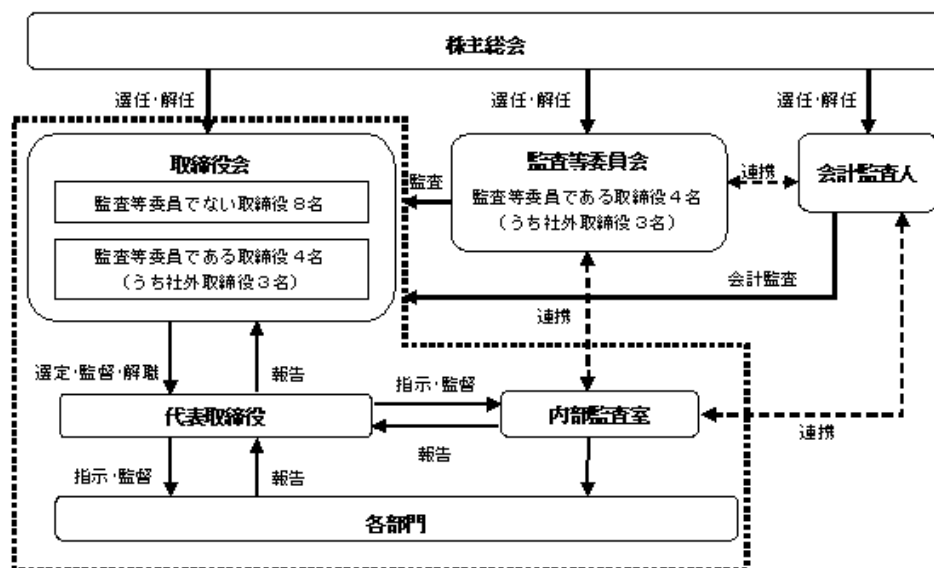 株主総会
選任・解任
選任・解任
選任・解任
取締役会
監査等委員でない取締役８名
監査等委員である取締役４名
（うち社外取締役３名）
監査
監査等委員会
監査等委員である取締役４名
（うち社外取締役３名）
連携
会計監査人
会計監査
連携
選定・監督・解職
報告
指示・監督
代表取締役
内部監査室
報告
連携
指示・監督
報告
各部門